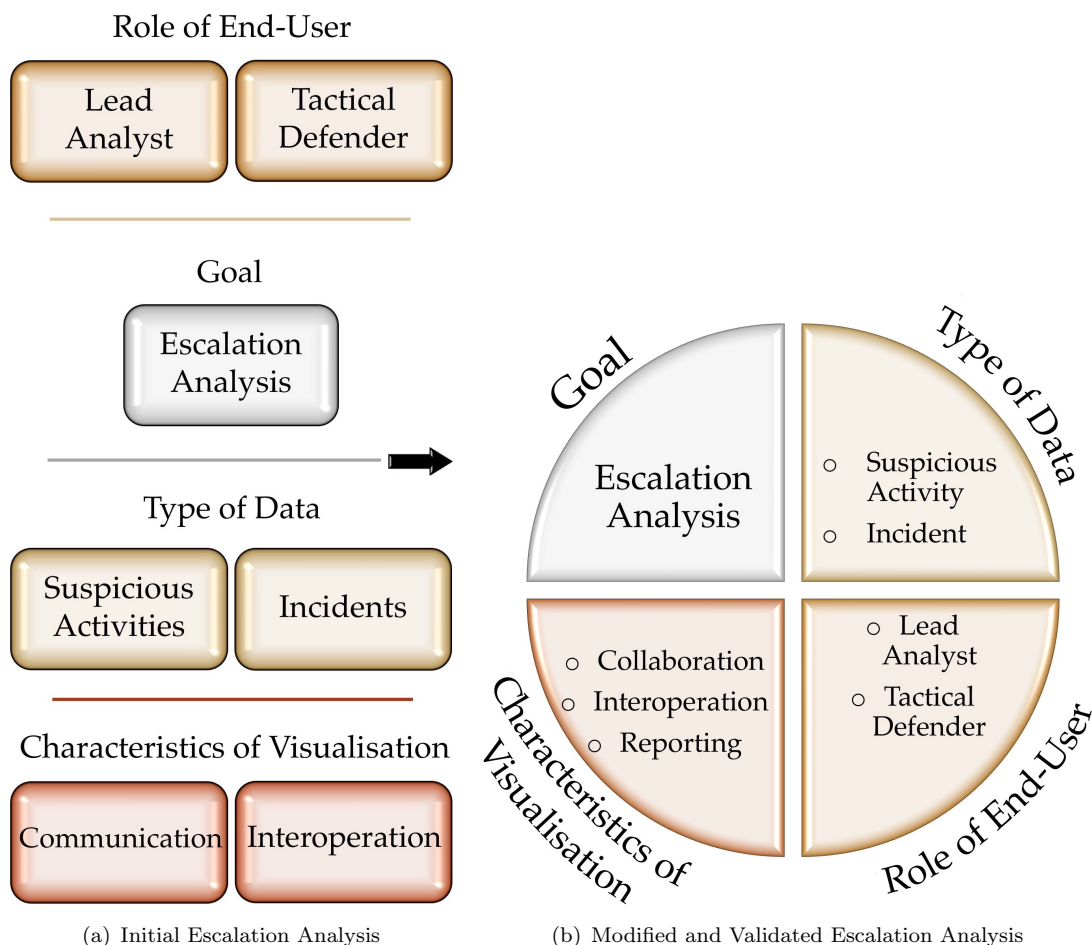 Role of End-User
Lead
Analyst
Tactical
Defender
Goal
Escalation
Analysis
Type of Data
Suspicious
Activities
Incidents
Characteristics of Visualisation
Communication
Interoperation
(a) Initial Escalation Analysis
Goal
Escalation
Analysis
Type of Data
○ Suspicious
Activity
○ Incident
○ Collaboration
○ Interoperation
○ Reporting
Characteristics of
Visualisation
○ Lead
Analyst
○ Tactical
Defender
Role of End-User
(b) Modified and Validated Escalation Analysis